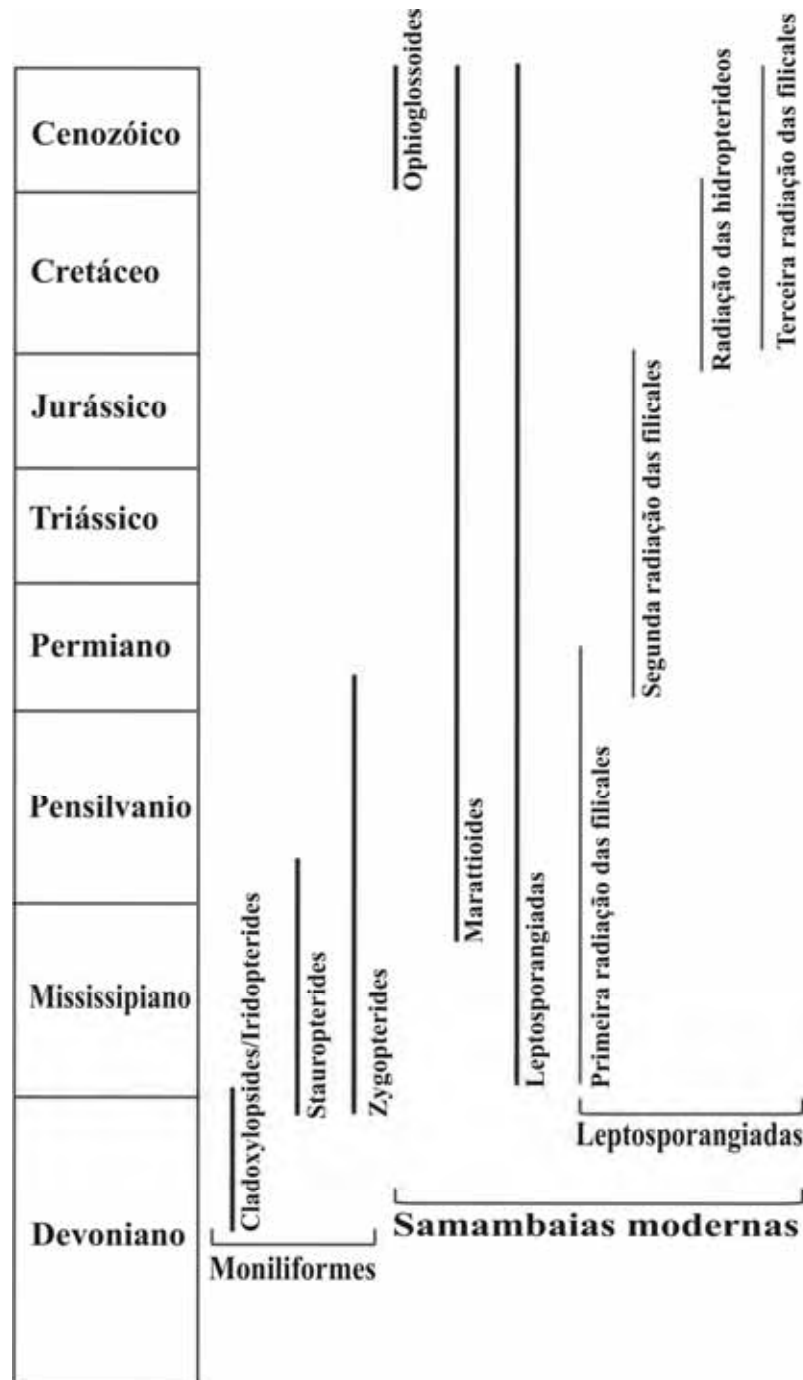 Cenozóico
Cretáceo
Jurássico
Triássico
Permiano
Pensilvanio
Mississipiano
Devoniano
Cladoxylopsides/Iridopterides
Stauropterides
Zygopterides
Ophioglossoides
Marattioides
Leptosporangiadas
Primeira radiação das filicales
Segunda radiação das filicales
Radiação das hidropterideos
Terceira radiação das filicales
Leptosporangiadas
Samambaias modernas
Moniliformes